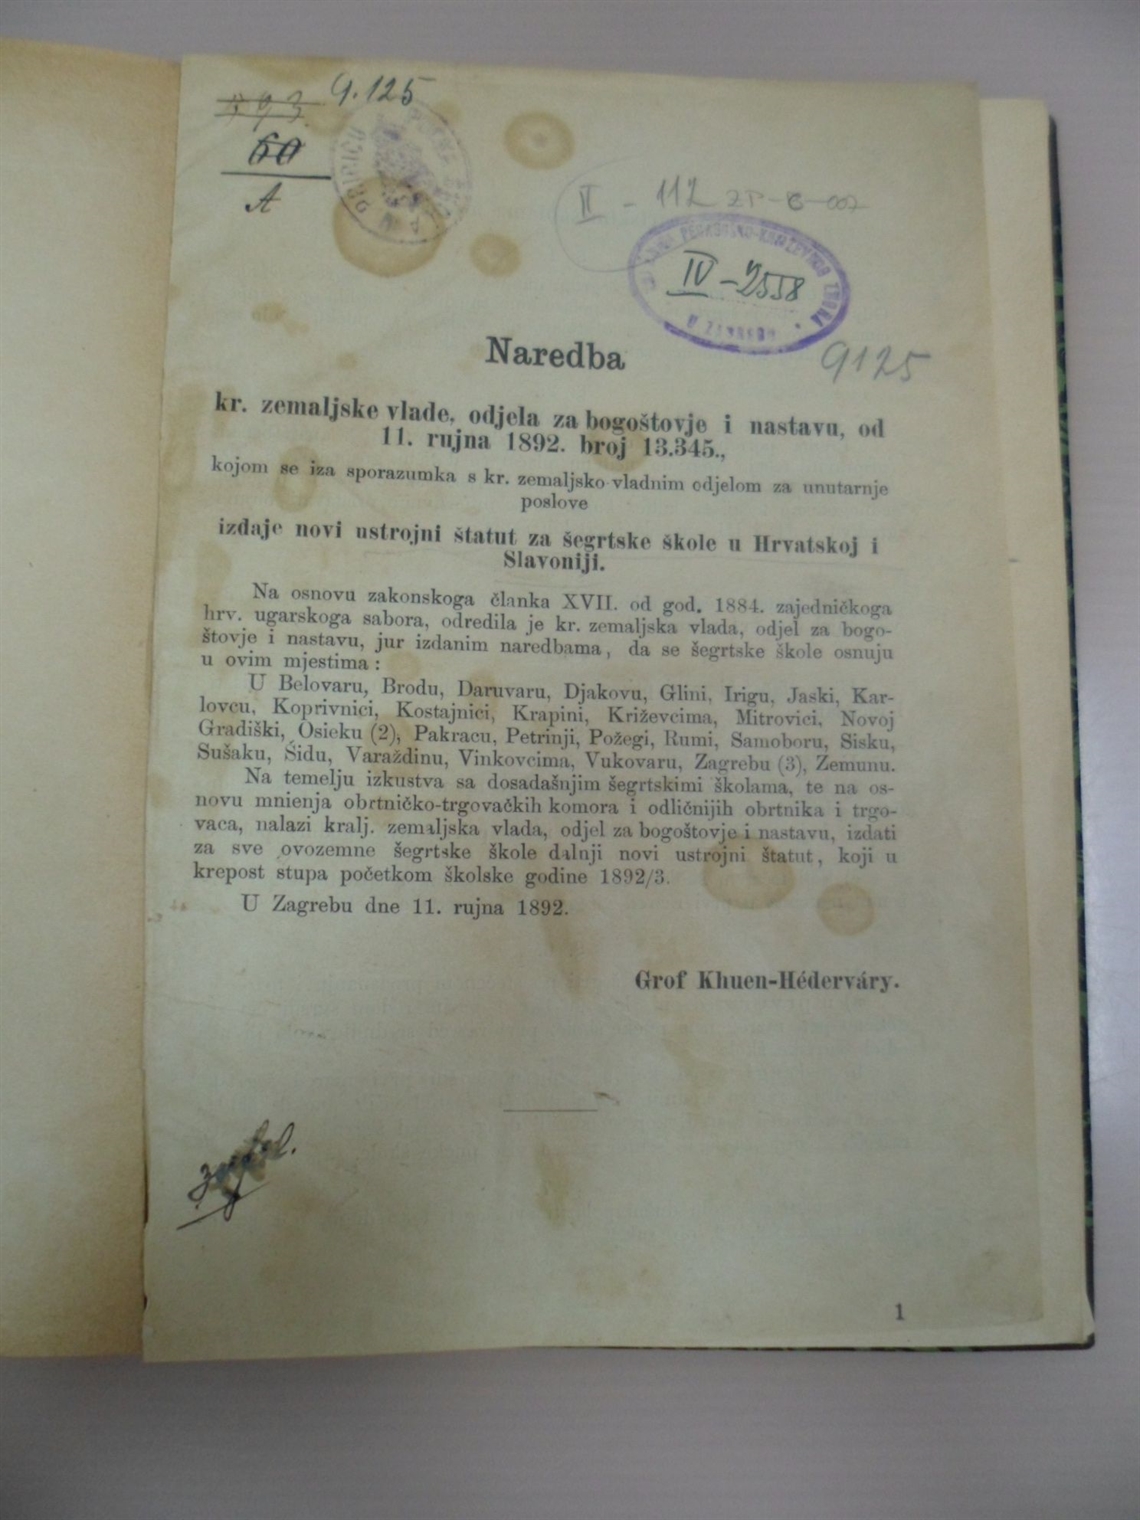 9.125
60
A
II - 112 ZP-B-007
IV-2558
9125
Naredba
kr. zemaljske vlade, odjela za bogoštovje i nastavu, od
11. rujna 1892. broj 13.345.,
kojom se iza sporazumka s kr. zemaljsko-vladnim odjelom za unutarnje
poslove
izdaje novi ustrojni štatut za šegrtske škole u Hrvatskoj i
Slavoniji.
Na osnovu zakonskoga članka XVII. od god. 1884. zajedničkoga
hrv. ugarskoga sabora, odredila je kr. zemaljska vlada, odjel za bogo-
štovje i nastavu, jur izdanim naredbama, da se šegrtske škole osnuju
u ovim mjestima:
U Belovaru, Brodu, Daruvaru, Djakovu, Glini, Irigu, Jaski, Kar-
lovcu, Koprivnici, Kostajnici, Krapini, Križevcima, Mitrovici, Novoj
Gradiški, Osieku (2), Pakracu, Petrinji, Požegi, Rumi, Samoboru, Sisku,
Sušaku, Šidu, Varaždinu, Vinkovcima, Vukovaru, Zagrebu (3), Zemunu.
Na temelju izkustva sa dosadašnjim šegrtskimi školama, te na os-
novu mnienja obrtničko-trgovačkih komora i odličnijih obrtnika i trgo-
vaca, nalazi kralj. zemaljska vlada, odjel za bogoštovje i nastavu, izdati
za sve ovozemne šegrtske škole dalnji novi ustrojni štatut, koji u
krepost stupa početkom školske godine 1892/3.
U Zagrebu dne 11. rujna 1892.
Grof Khuen-Héderváry.
1